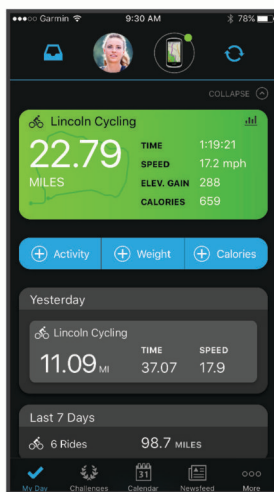 Garmin 9:30 AM 78%
COLLAPSE
Lincoln Cycling
22.79
MILES
TIME 1:19:21
SPEED 17.2 mph
ELEV. GAIN 288
CALORIES 659
Activity Weight Calories
Yesterday
Lincoln Cycling
11.09 MI
TIME SPEED
37.07 17.9
Last 7 Days
6 Rides 98.7 MILES
31
My Day Challenges Calendar Newsfeed More